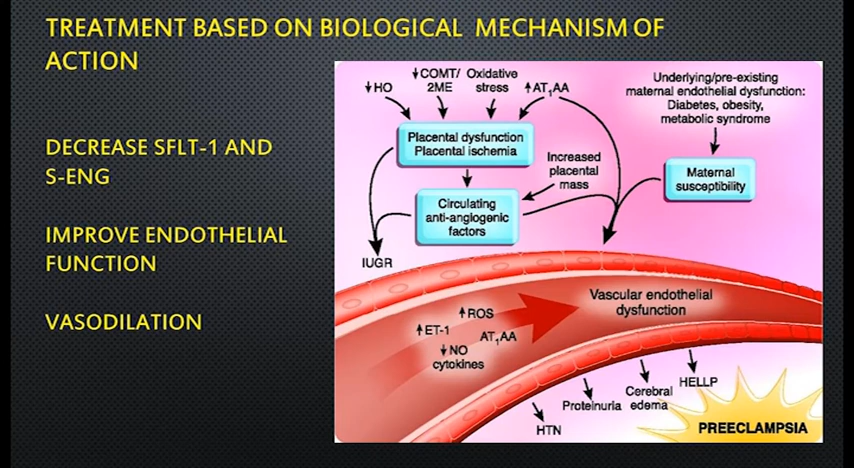 TREATMENT BASED ON BIOLOGICAL MECHANISM OF
ACTION
DECREASE SFLT-1 AND
S-ENG
IMPROVE ENDOTHELIAL
FUNCTION
VASODILATION
↓HO
↓COMT/
2ME
Oxidative
stress
↑AT₁AA
Underlying/pre-existing
maternal endothelial dysfunction:
Diabetes, obesity,
metabolic syndrome
Placental dysfunction
Placental ischemia
Increased
placental
mass
Maternal
susceptibility
Circulating
anti-angiogenic
factors
IUGR
↑ROS
↑ET-1
AT₁AA
↓NO
cytokines
Vascular endothelial
dysfunction
HTN
Proteinuria
Cerebral
edema
HELLP
PREECLAMPSIA